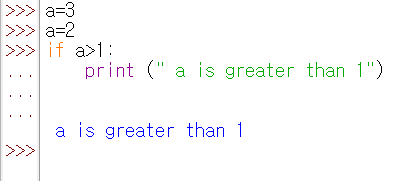 >>> a=3
>>> a=2
>>> if a>1:
...     print (" a is greater than 1")
...
...
 a is greater than 1
>>>